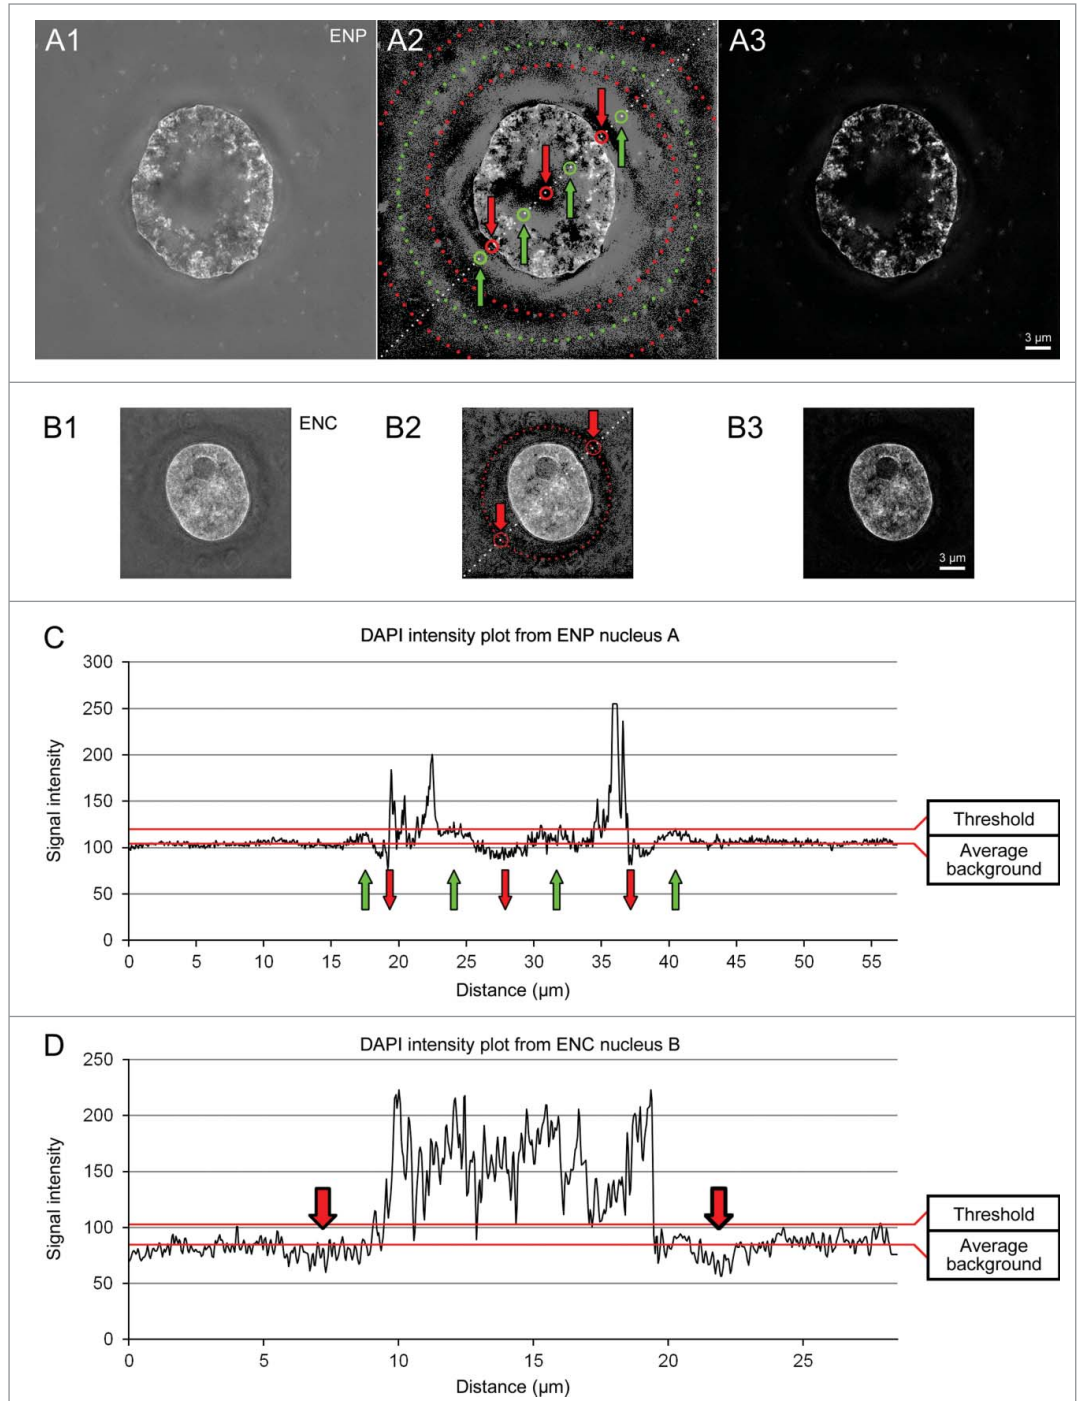 A1
ENP
A2
A3
3 µm
B1
ENC
B2
B3
3 µm
C
DAPI intensity plot from ENP nucleus A
300
250
200
150
100
50
0
Signal intensity
0 5 10 15 20 25 30 35 40 45 50 55
Distance (µm)
Threshold
Average
background
D
DAPI intensity plot from ENC nucleus B
250
200
150
100
50
0
Signal intensity
0 5 10 15 20 25
Distance (µm)
Threshold
Average
background